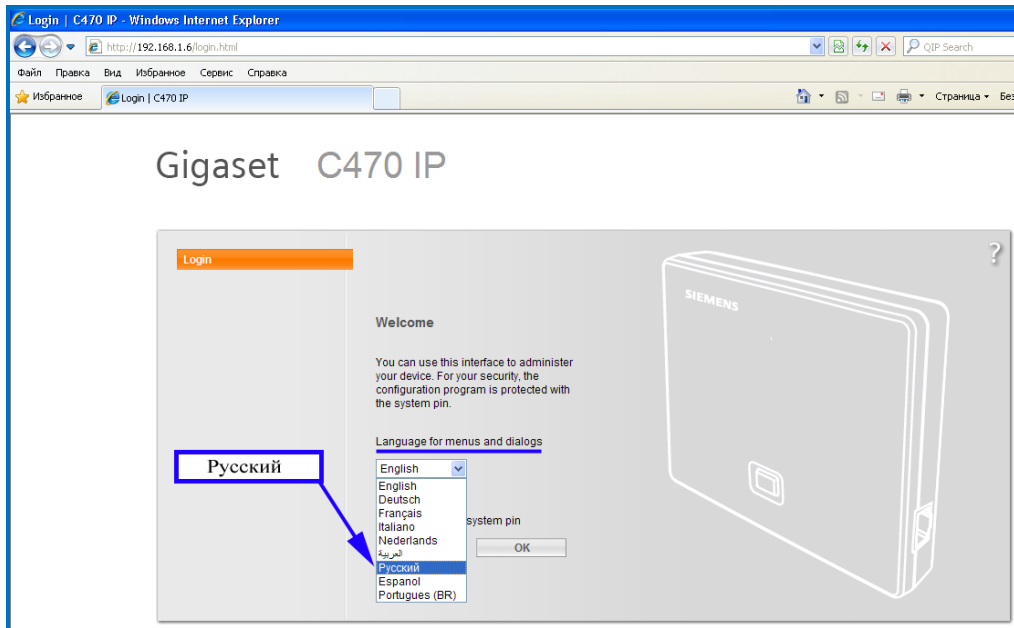 Login | C470 IP - Windows Internet Explorer
http://192.168.1.6/login.html
QIP Search
Файл Правка Вид Избранное Сервис Справка
Избранное
Login | C470 IP
Страница
Без
Gigaset C470 IP
Login
?
SIEMENS
Welcome
You can use this interface to administer
your device. For your security, the
configuration program is protected with
the system pin.
Language for menus and dialogs
Русский
English
English
Deutsch
Français
Italiano
Nederlands
العربية
Русский
Espanol
Portugues (BR)
system pin
OK